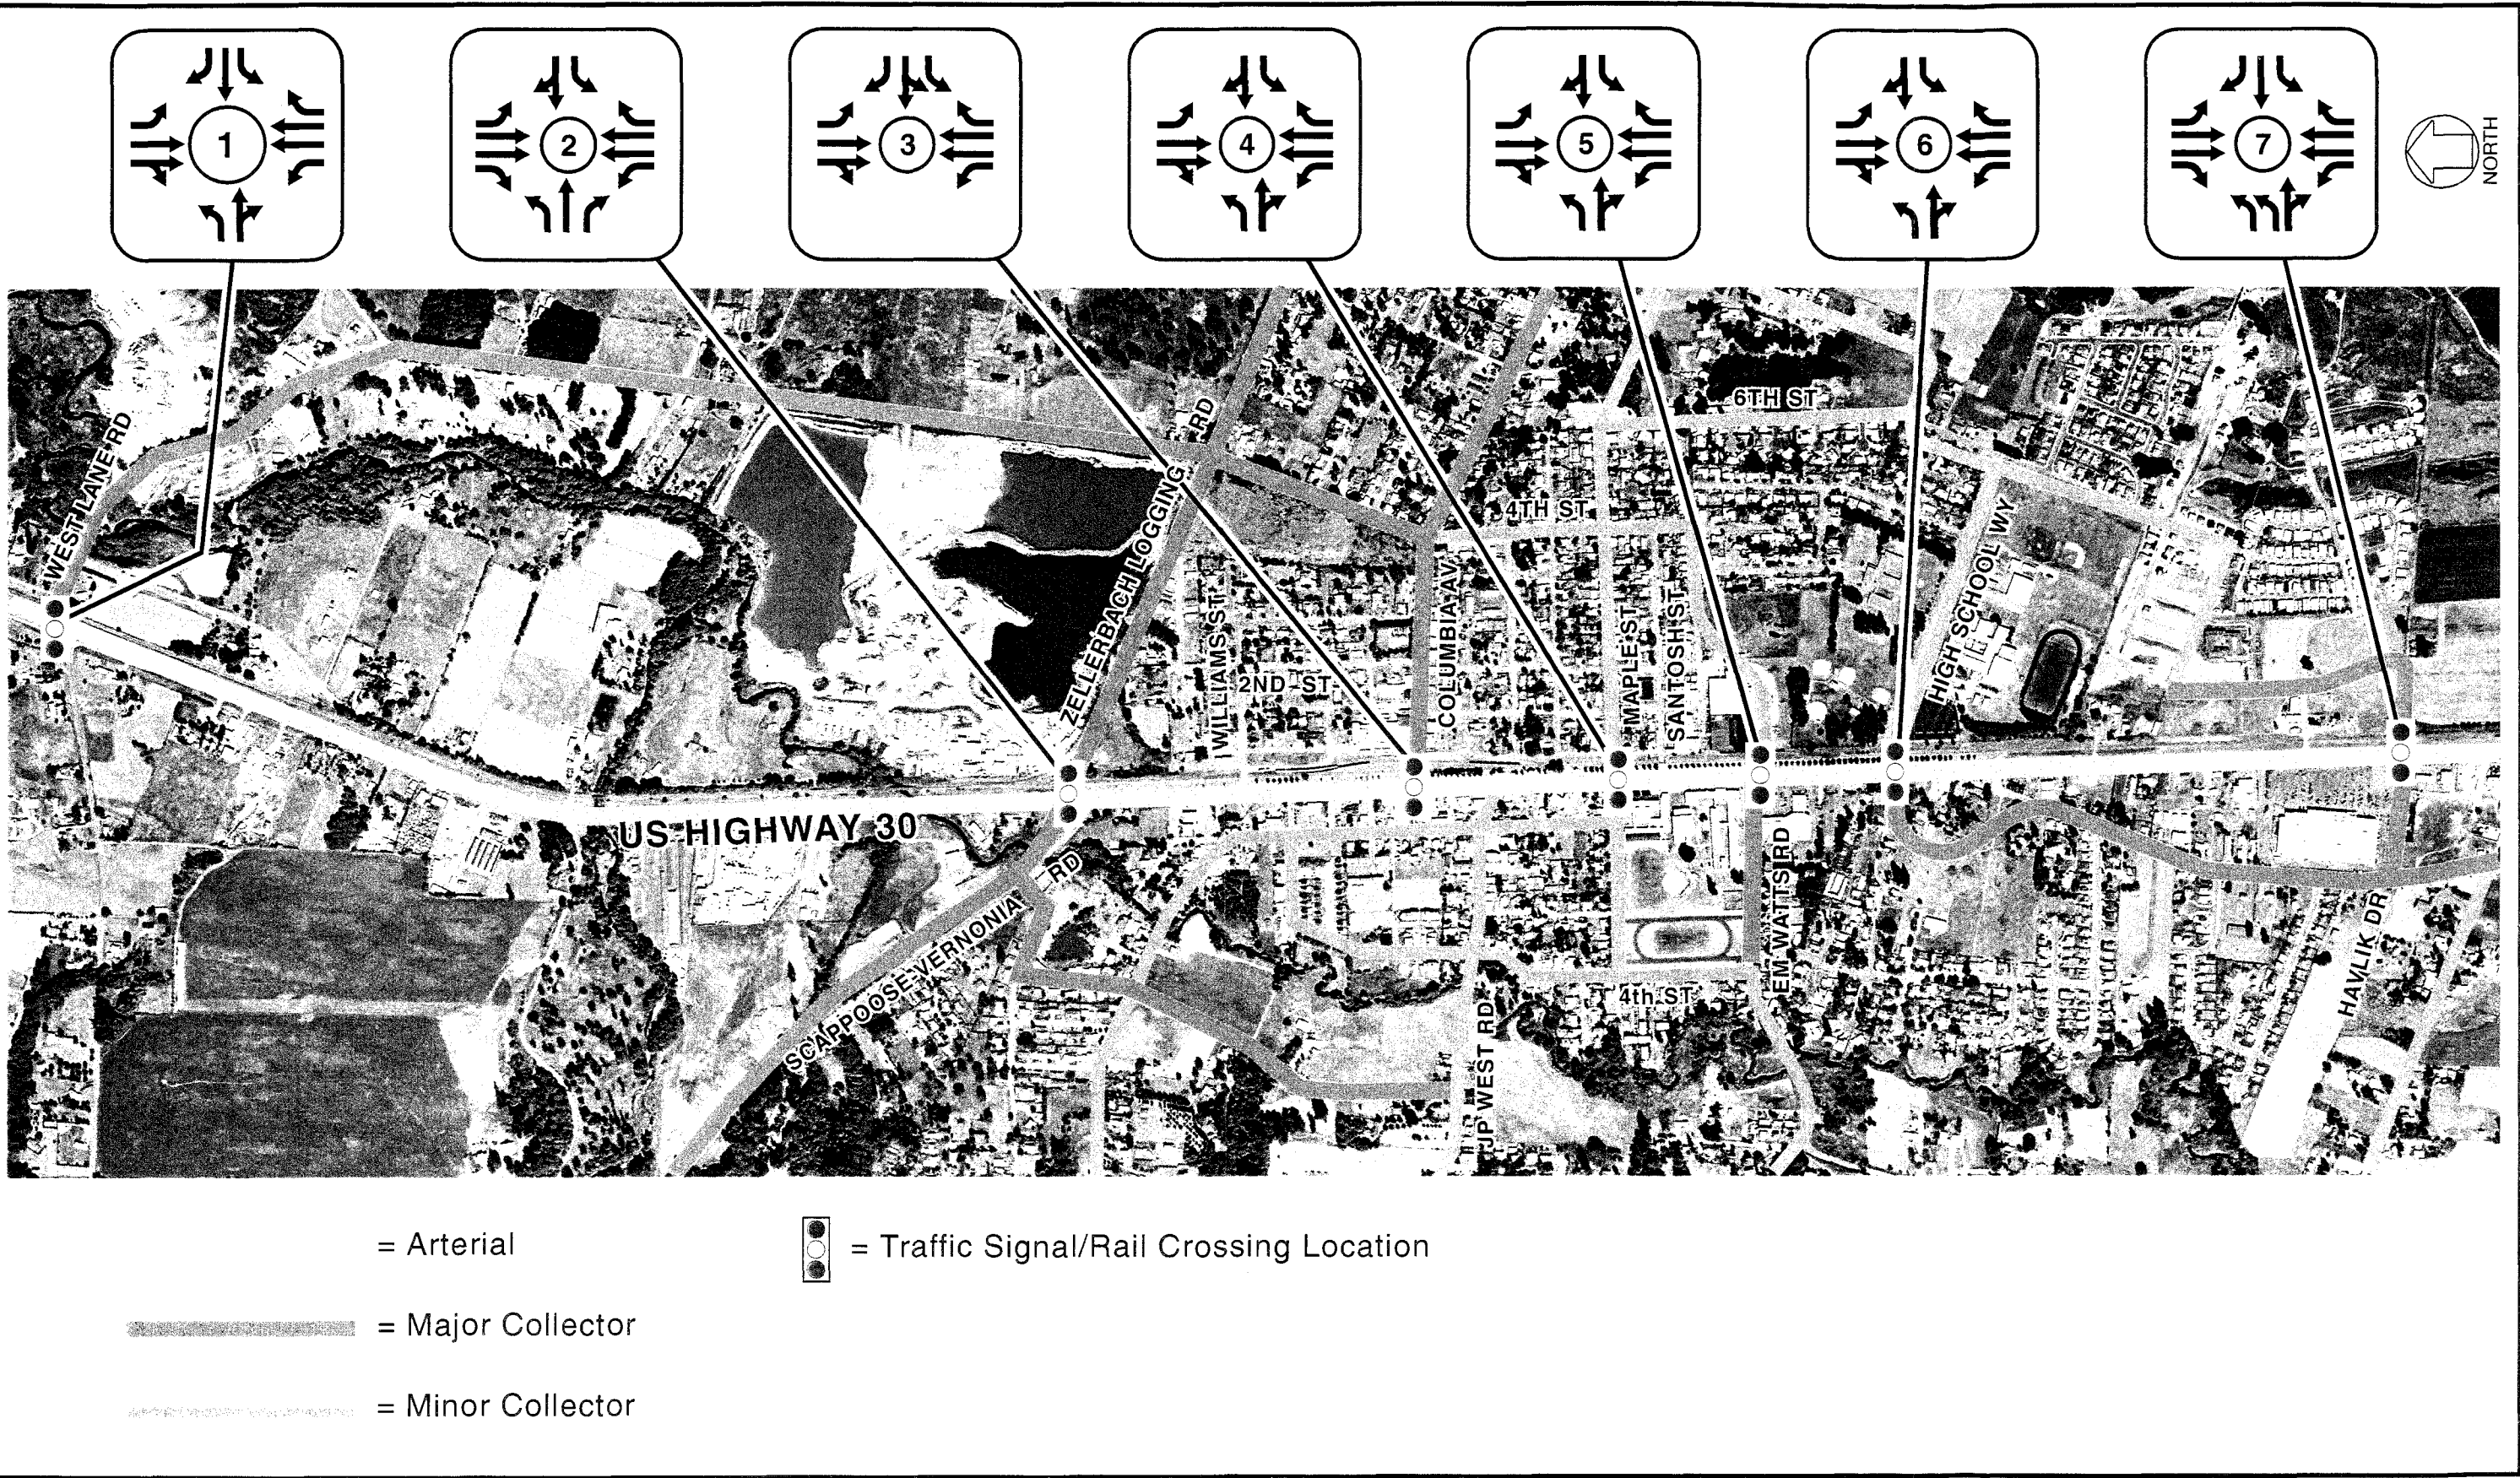 1
2
3
4
5
6
7
NORTH
WEST LANE RD
RD
6TH ST
ZELLERBACH LOGGING
4TH ST
HIGH SCHOOL WY
WILLIAMS ST
2ND ST
COLUMBIA AV
MAPLE ST
SANTOSH ST
US HIGHWAY 30
RD
SCAPPOOSE-VERNONIA
EM WATTS RD
HAVLIK DR
4th ST
JP WEST RD
= Arterial
= Traffic Signal/Rail Crossing Location
= Major Collector
= Minor Collector